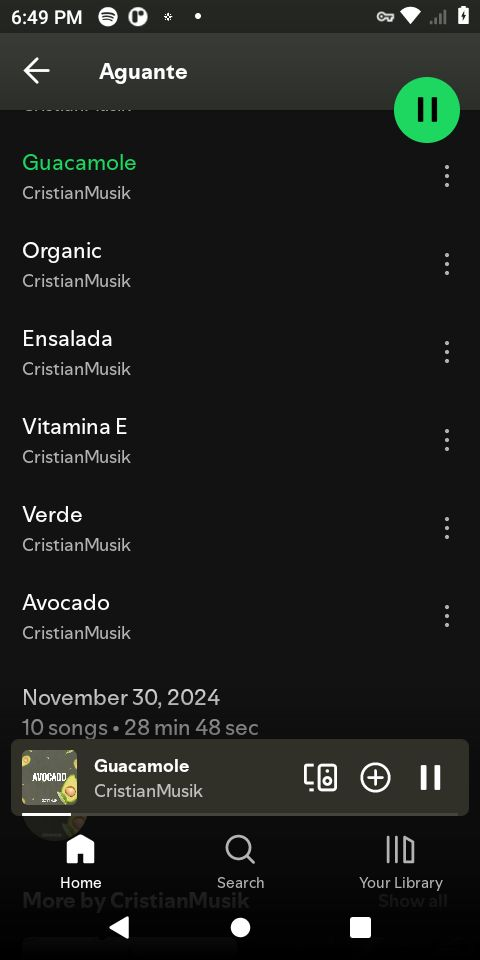 6:49 PM
Aguante
CristianMusik
Guacamole
CristianMusik
Organic
CristianMusik
Ensalada
CristianMusik
Vitamina E
CristianMusik
Verde
CristianMusik
Avocado
CristianMusik
November 30, 2024
10 songs • 28 min 48 sec
AVOCADO
Guacamole
CristianMusik
Home
Search
Your Library
More by CristianMusik
Show all